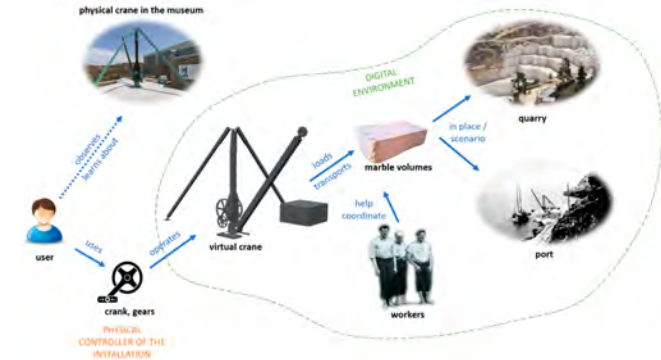 physical crane in the museum
DIGITAL
ENVIRONMENT
quarry
observes
learns about
in place /
scenario
loads
transports
marble volumes
help
coordinate
user
uses
operates
virtual crane
port
crank, gears
workers
PHYSICAL
CONTROLLER OF THE
INSTALLATION